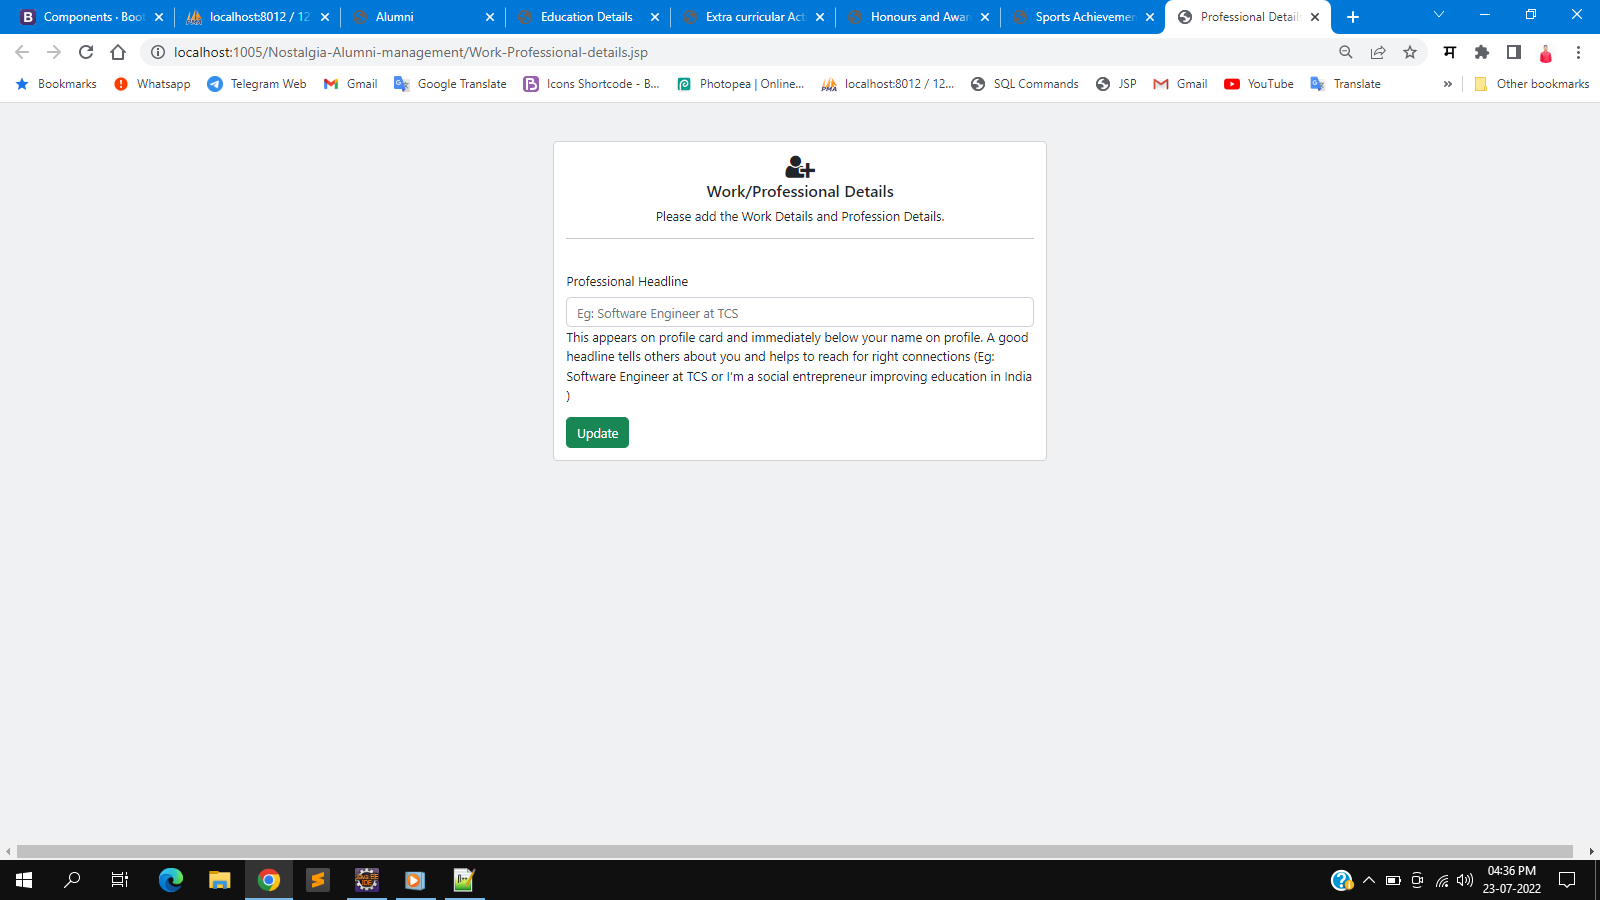 Components · Boot
localhost:8012 / 12
Alumni
Education Details
Extra curricular Act
Honours and Awar
Sports Achievemen
Professional Detail
localhost:1005/Nostalgia-Alumni-management/Work-Professional-details.jsp
Bookmarks
Whatsapp
Telegram Web
Gmail
Google Translate
Icons Shortcode - B...
Photopea | Online...
localhost:8012 / 12...
SQL Commands
JSP
Gmail
YouTube
Translate
»
Other bookmarks
Work/Professional Details
Please add the Work Details and Profession Details.
Professional Headline
Eg: Software Engineer at TCS
This appears on profile card and immediately below your name on profile. A good
headline tells others about you and helps to reach for right connections (Eg:
Software Engineer at TCS or I'm a social entrepreneur improving education in India
)
Update
04:36 PM
23-07-2022